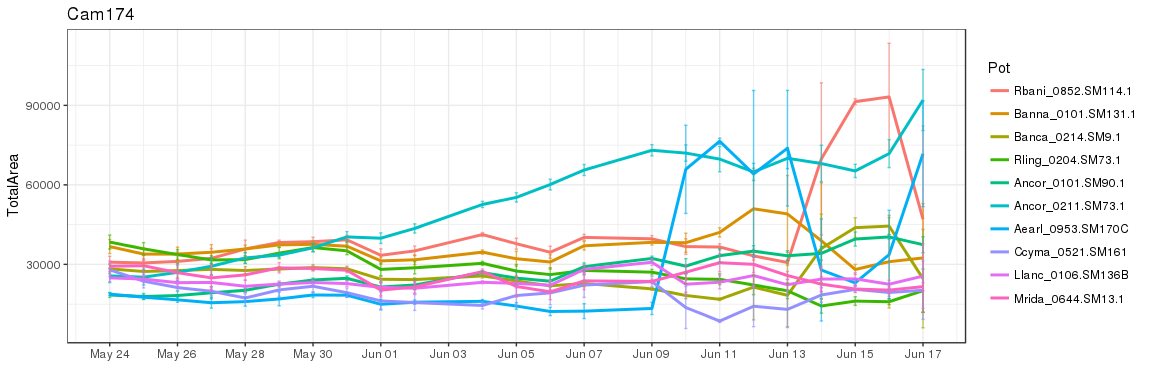 Cam174
TotalArea
90000
60000
30000
May 24
May 26
May 28
May 30
Jun 01
Jun 03
Jun 05
Jun 07
Jun 09
Jun 11
Jun 13
Jun 15
Jun 17
Pot
Rbani_0852.SM114.1
Banna_0101.SM131.1
Banca_0214.SM9.1
Rling_0204.SM73.1
Ancor_0101.SM90.1
Ancor_0211.SM73.1
Aearl_0953.SM170C
Ccyma_0521.SM161
Llanc_0106.SM136B
Mrida_0644.SM13.1